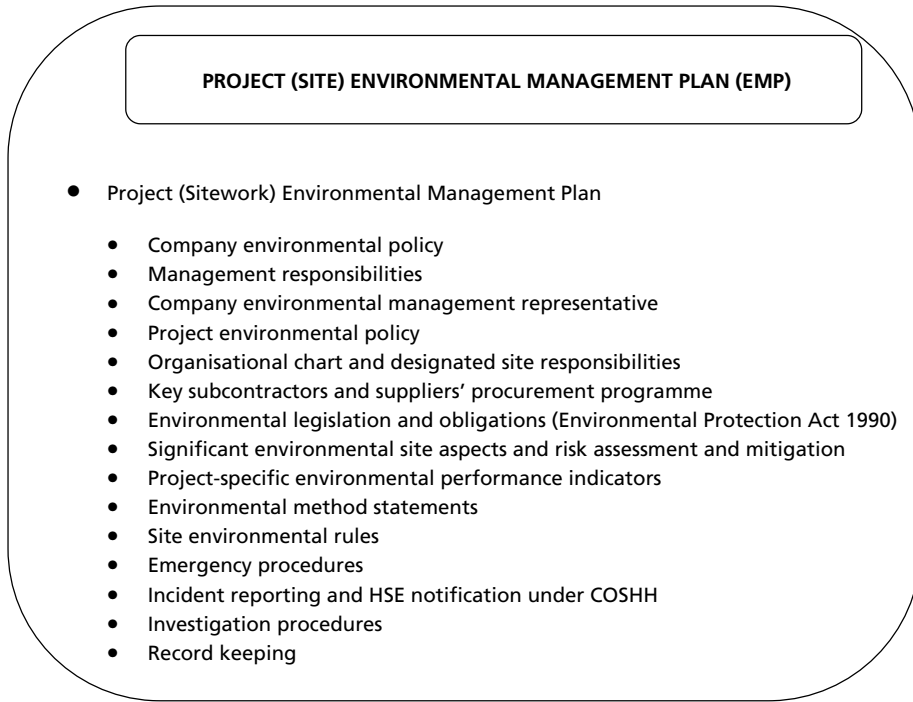 PROJECT (SITE) ENVIRONMENTAL MANAGEMENT PLAN (EMP)
• Project (Sitework) Environmental Management Plan
• Company environmental policy
• Management responsibilities
• Company environmental management representative
• Project environmental policy
• Organisational chart and designated site responsibilities
• Key subcontractors and suppliers’ procurement programme
• Environmental legislation and obligations (Environmental Protection Act 1990)
• Significant environmental site aspects and risk assessment and mitigation
• Project-specific environmental performance indicators
• Environmental method statements
• Site environmental rules
• Emergency procedures
• Incident reporting and HSE notification under COSHH
• Investigation procedures
• Record keeping